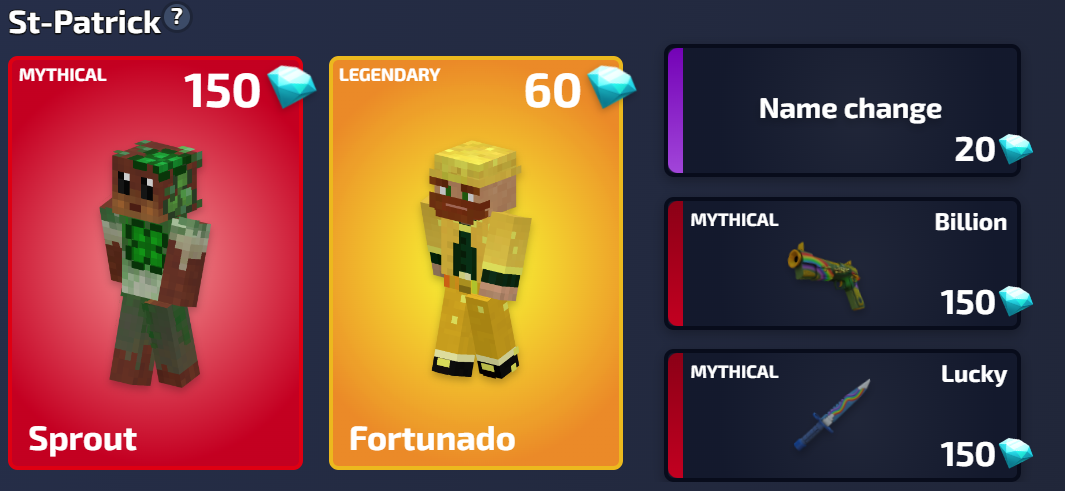 St-Patrick ?
MYTHICAL
150
Sprout
LEGENDARY
60
Fortunado
Name change
20
MYTHICAL
Billion
150
MYTHICAL
Lucky
150